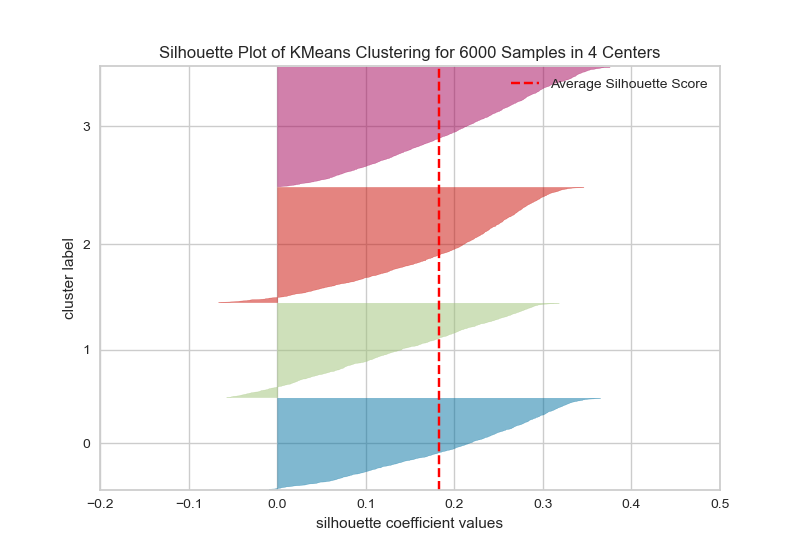 Silhouette Plot of KMeans Clustering for 6000 Samples in 4 Centers
Average Silhouette Score
3
2
1
0
cluster label
−0.2 −0.1 0.0 0.1 0.2 0.3 0.4 0.5
silhouette coefficient values